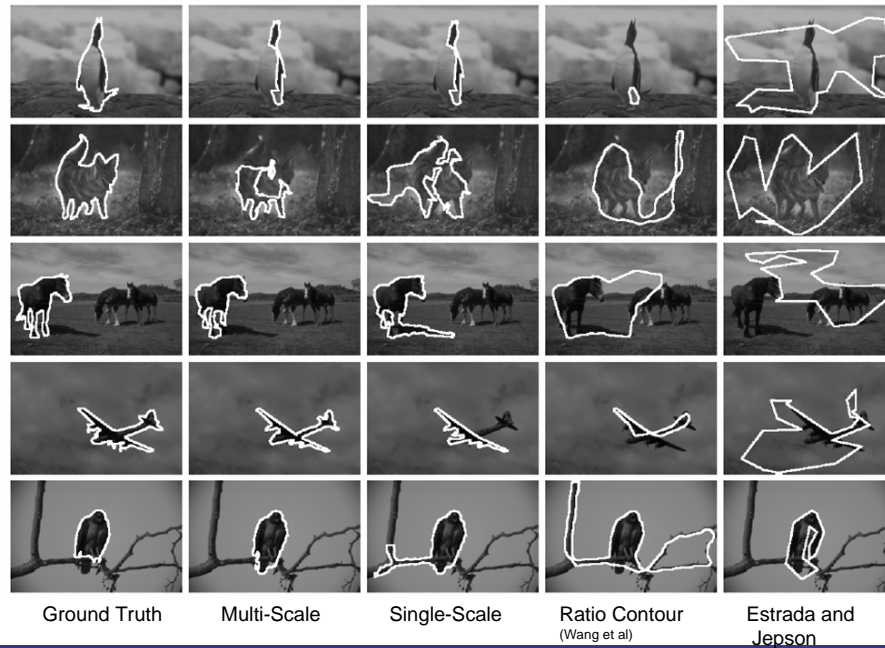 Ground Truth
Multi-Scale
Single-Scale
Ratio Contour
(Wang et al)
Estrada and
Jepson